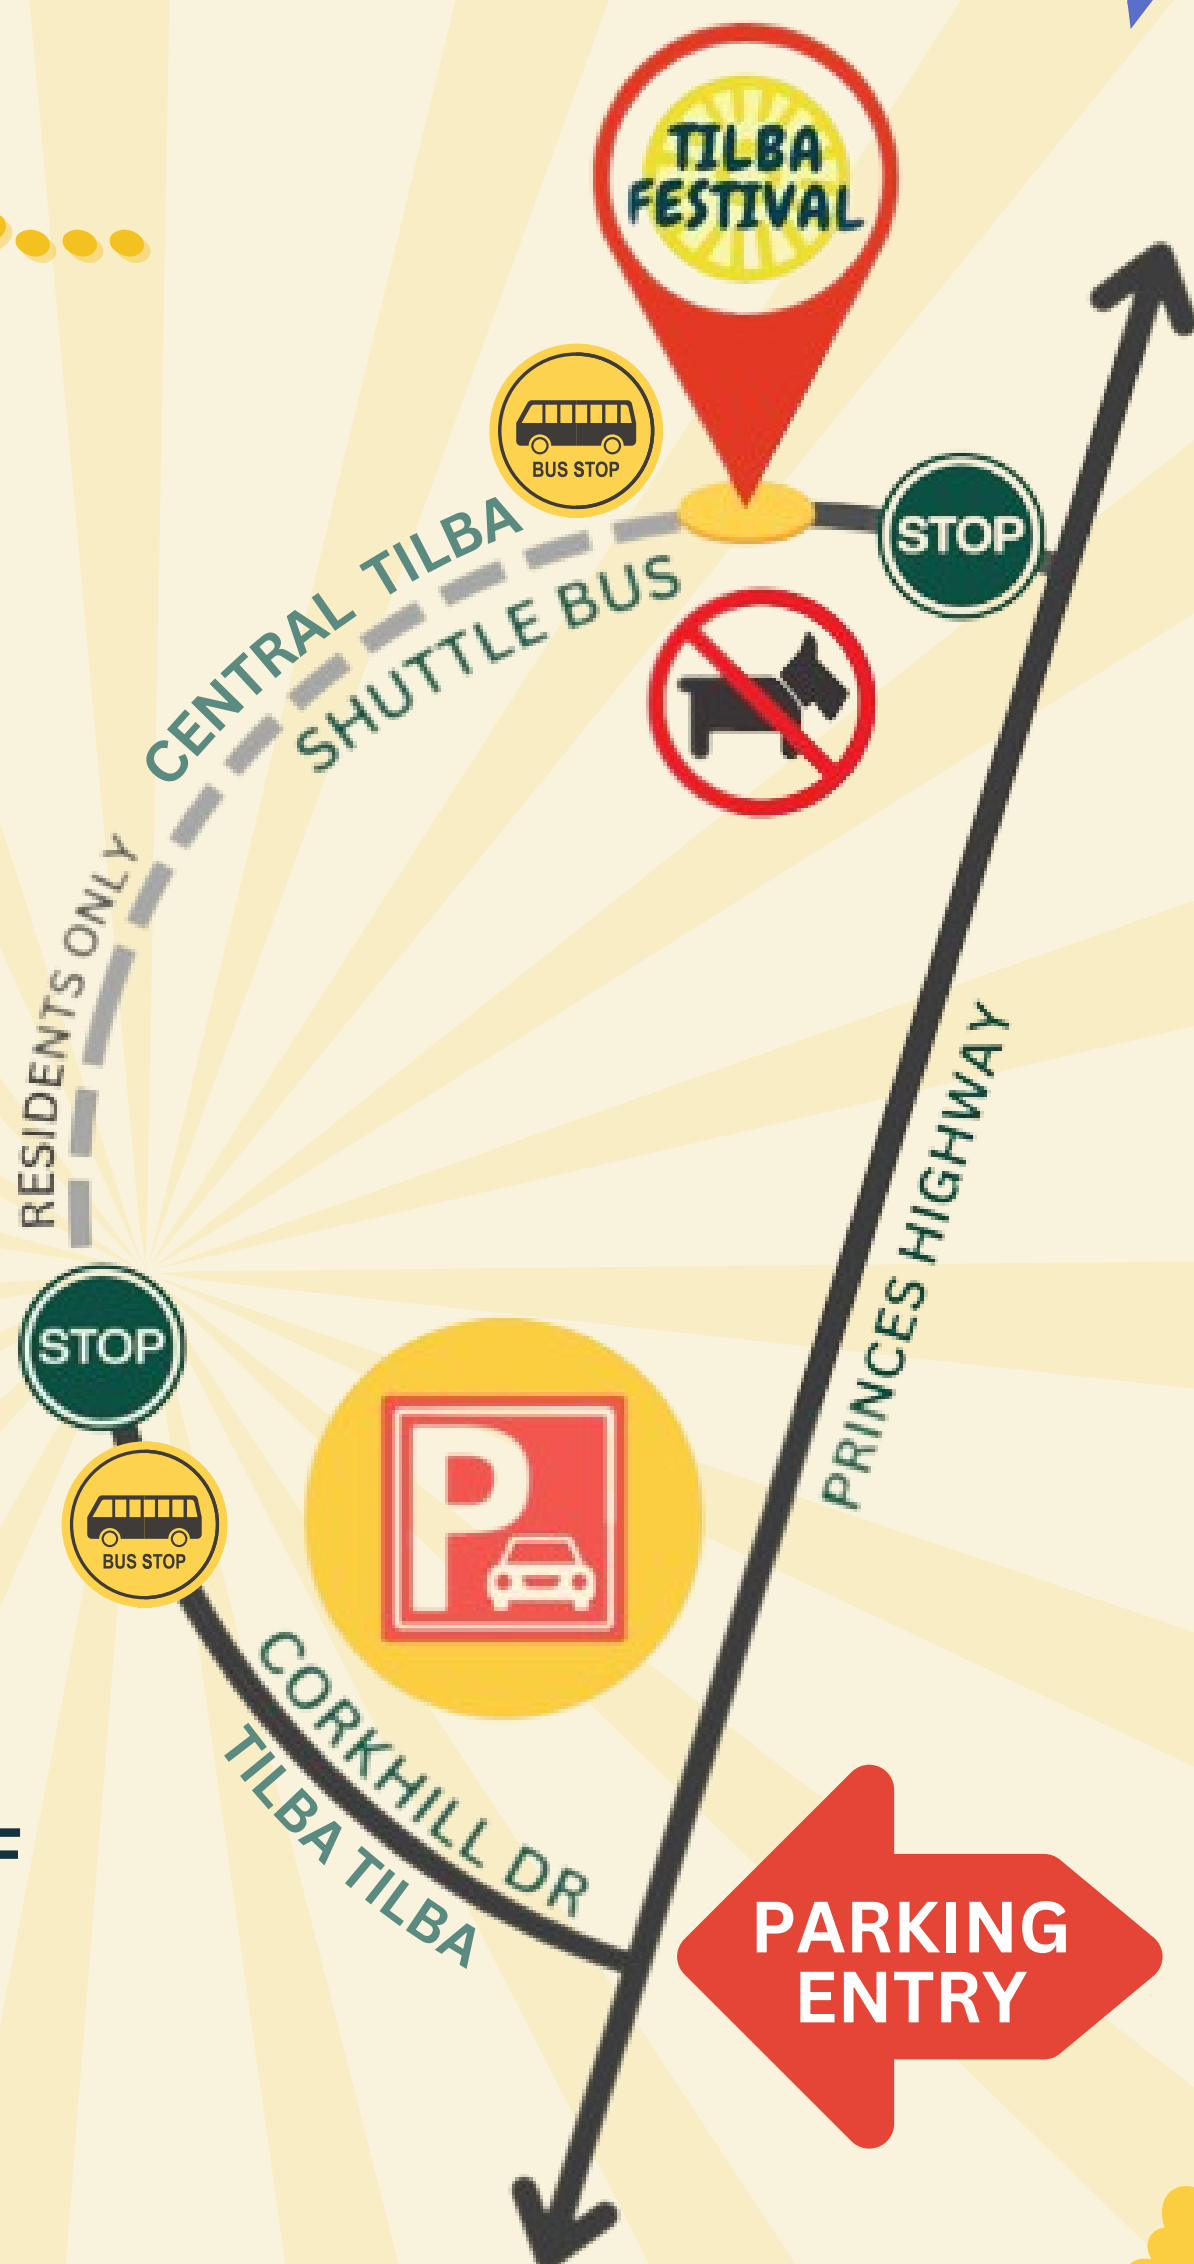 TILBA
FESTIVAL
BUS STOP
STOP
CENTRAL TILBA
SHUTTLE BUS
RESIDENTS ONLY
PRINCES HIGHWAY
STOP
P
BUS STOP
CORKHILL DR
TILBA TILBA
PARKING
ENTRY